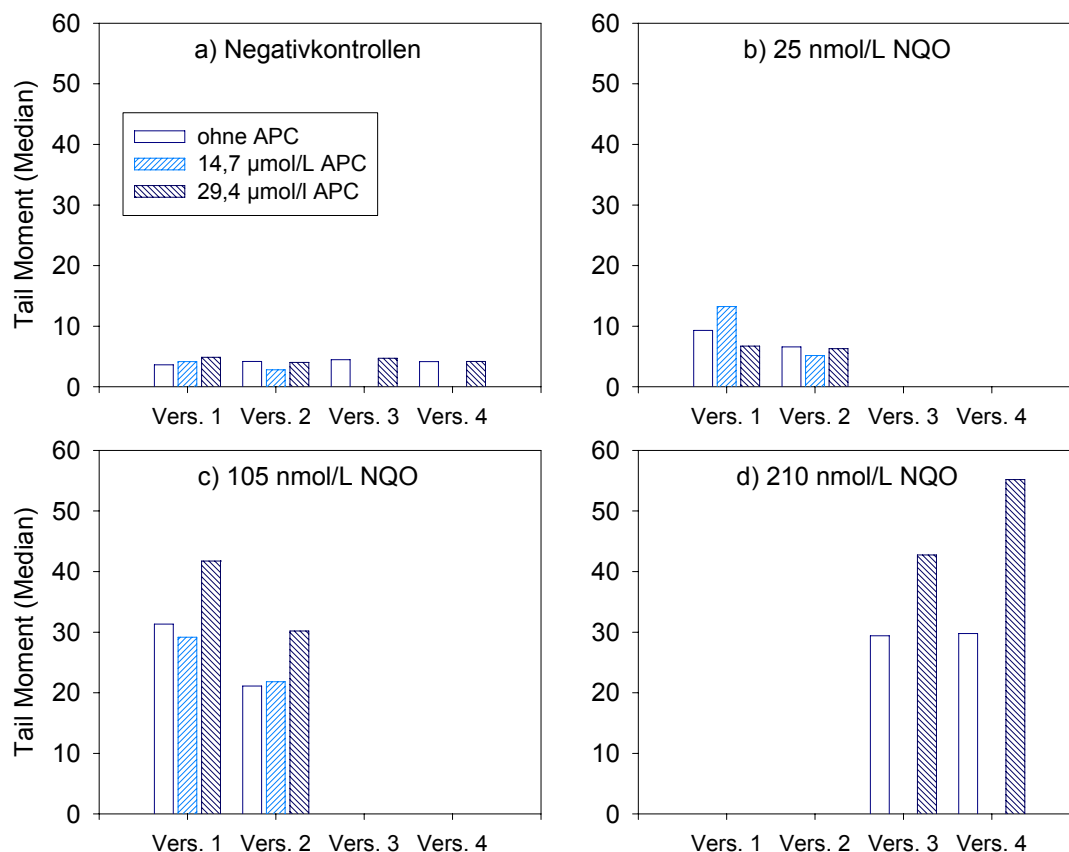 a) Negativkontrollen
ohne APC
14,7 µmol/L APC
29,4 µmol/l APC
Tail Moment (Median)
60
50
40
30
20
10
0
Vers. 1 Vers. 2 Vers. 3 Vers. 4
b) 25 nmol/L NQO
60
50
40
30
20
10
0
Vers. 1 Vers. 2 Vers. 3 Vers. 4
c) 105 nmol/L NQO
Tail Moment (Median)
60
50
40
30
20
10
0
Vers. 1 Vers. 2 Vers. 3 Vers. 4
d) 210 nmol/L NQO
60
50
40
30
20
10
0
Vers. 1 Vers. 2 Vers. 3 Vers. 4